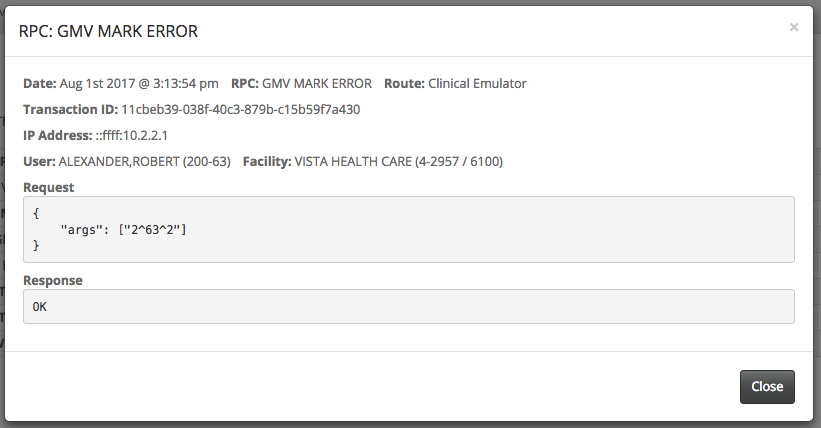 RPC: GMV MARK ERROR
×
Date: Aug 1st 2017 @ 3:13:54 pm RPC: GMV MARK ERROR Route: Clinical Emulator
Transaction ID: 11cbeb39-038f-40c3-879b-c15b59f7a430
IP Address: ::ffff:10.2.2.1
User: ALEXANDER,ROBERT (200-63) Facility: VISTA HEALTH CARE (4-2957 / 6100)
Request
{
    "args": ["2^63^2"]
}
Response
OK
Close